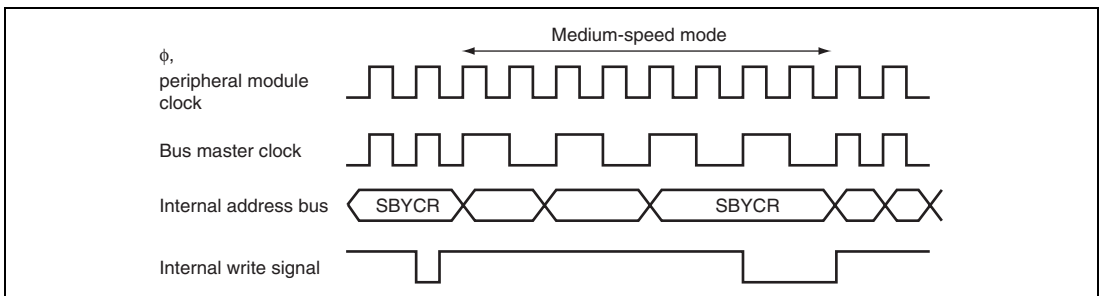 Medium-speed mode
ϕ,
peripheral module
clock
Bus master clock
Internal address bus
SBYCR
SBYCR
Internal write signal